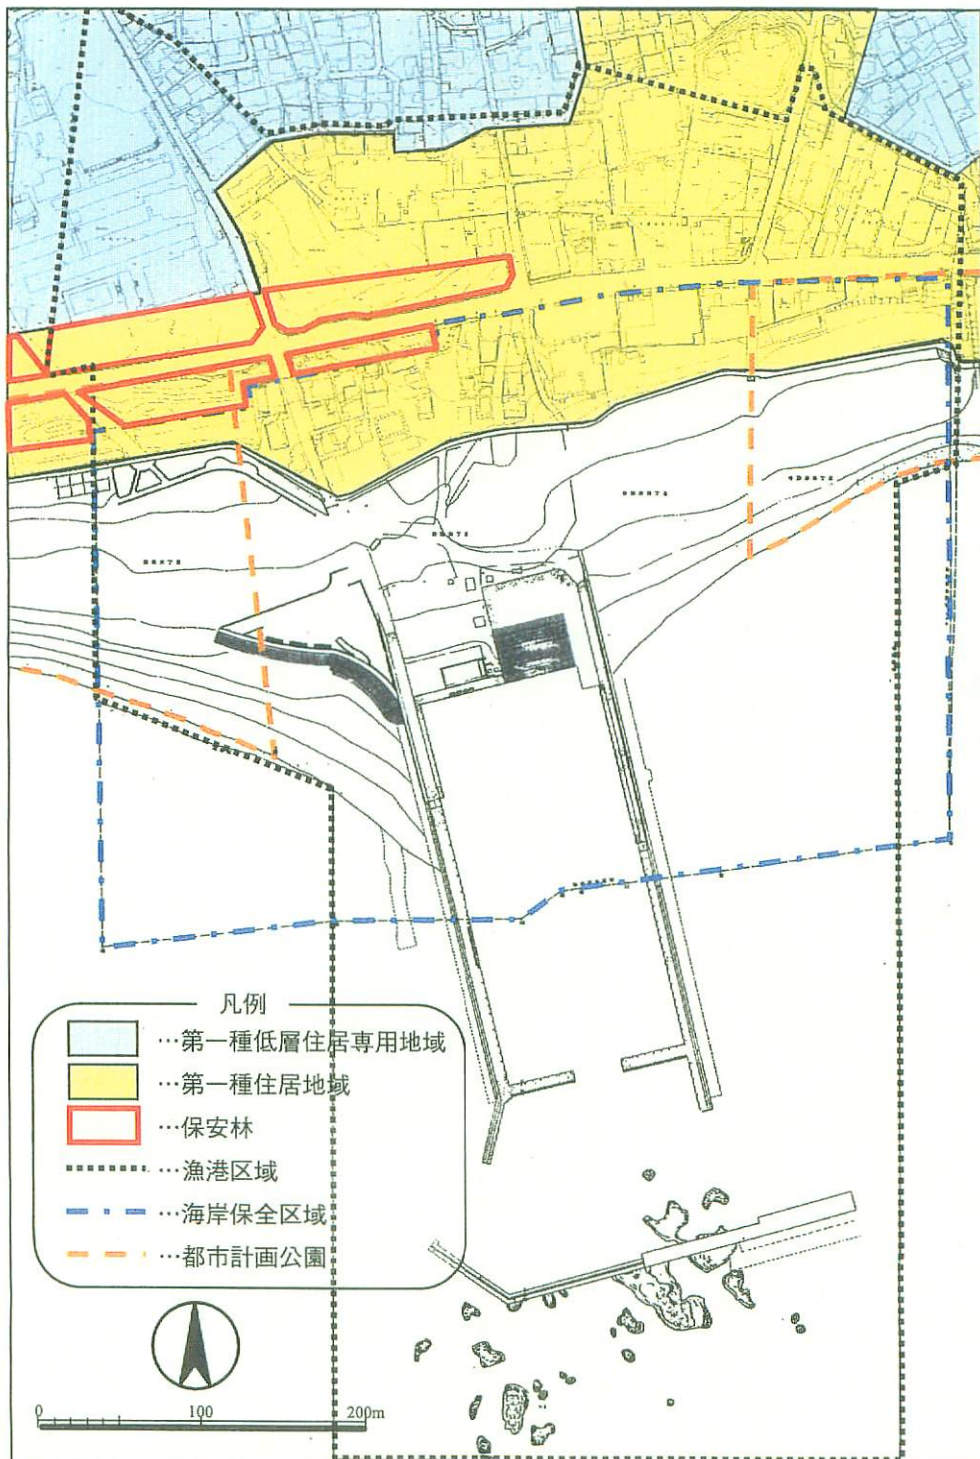 凡例
…第一種低層住居専用地域
…第一種住居地域
…保安林
…漁港区域
…海岸保全区域
…都市計画公園
0 100 200m